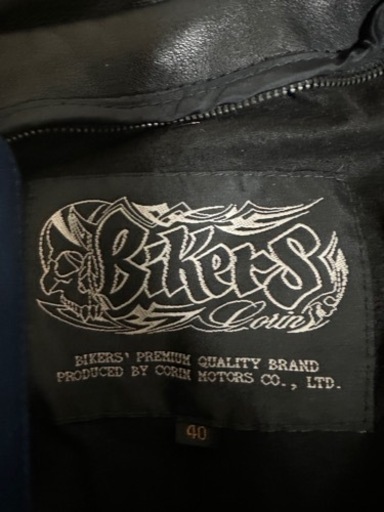 Bikers
Corin
BIKERS' PREMIUM QUALITY BRAND
PRODUCED BY CORIN MOTORS CO., LTD.
40